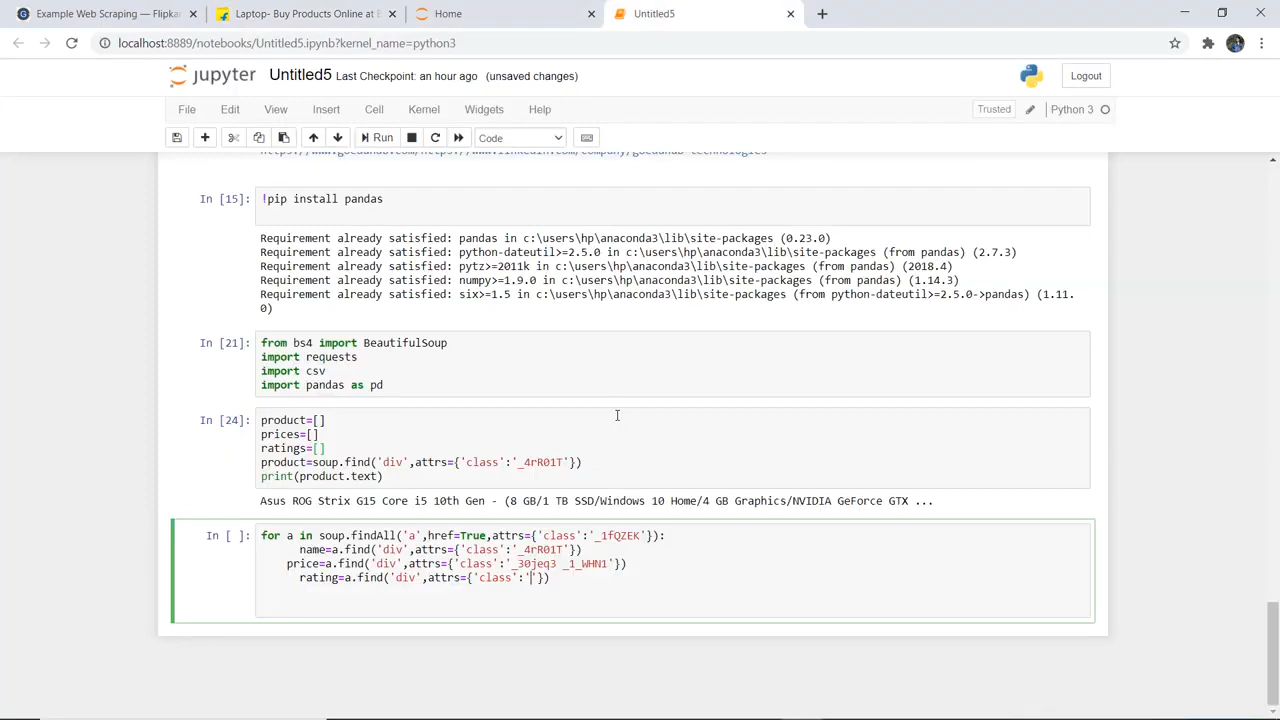 Example Web Scraping — Flipkar
Laptop- Buy Products Online at B
Home
Untitled5
localhost:8889/notebooks/Untitled5.ipynb?kernel_name=python3
jupyter Untitled5 Last Checkpoint: an hour ago (unsaved changes)
Logout
File Edit View Insert Cell Kernel Widgets Help
Trusted Python 3
Run Code
In [15]: !pip install pandas
Requirement already satisfied: pandas in c:\users\hp\anaconda3\lib\site-packages (0.23.0)
Requirement already satisfied: python-dateutil>=2.5.0 in c:\users\hp\anaconda3\lib\site-packages (from pandas) (2.7.3)
Requirement already satisfied: pytz>=2011k in c:\users\hp\anaconda3\lib\site-packages (from pandas) (2018.4)
Requirement already satisfied: numpy>=1.9.0 in c:\users\hp\anaconda3\lib\site-packages (from pandas) (1.14.3)
Requirement already satisfied: six>=1.5 in c:\users\hp\anaconda3\lib\site-packages (from python-dateutil>=2.5.0->pandas) (1.11.
0)
In [21]: from bs4 import BeautifulSoup
import requests
import csv
import pandas as pd
In [24]: product=[]
prices=[]
ratings=[]
product=soup.find('div',attrs={'class':'_4rR01T'})
print(product.text)
Asus ROG Strix G15 Core i5 10th Gen - (8 GB/1 TB SSD/Windows 10 Home/4 GB Graphics/NVIDIA GeForce GTX ...
In [ ]: for a in soup.findAll('a',href=True,attrs={'class':'_1fQZEK'}):
name=a.find('div',attrs={'class':'_4rR01T'})
price=a.find('div',attrs={'class':'_30jeq3 _1_WHN1'})
rating=a.find('div',attrs={'class':''})